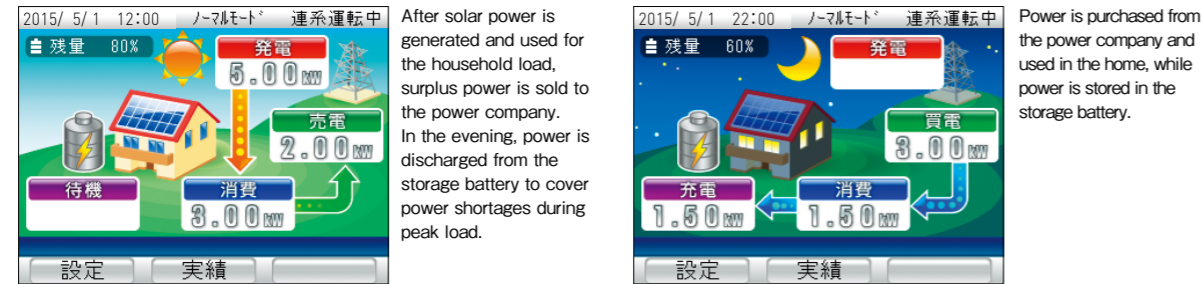 2015/ 5/ 1 12:00 ノーマルモード 連系運転中
残量 80%
発電
5.00kW
売電
2.00kW
待機
消費
3.00kW
設定 実績
After solar power is
generated and used for
the household load,
surplus power is sold to
the power company.
In the evening, power is
discharged from the
storage battery to cover
power shortages during
peak load.
2015/ 5/ 1 22:00 ノーマルモード 連系運転中
残量 60%
発電
買電
3.00kW
充電
1.50kW
消費
1.50kW
設定 実績
Power is purchased from
the power company and
used in the home, while
power is stored in the
storage battery.